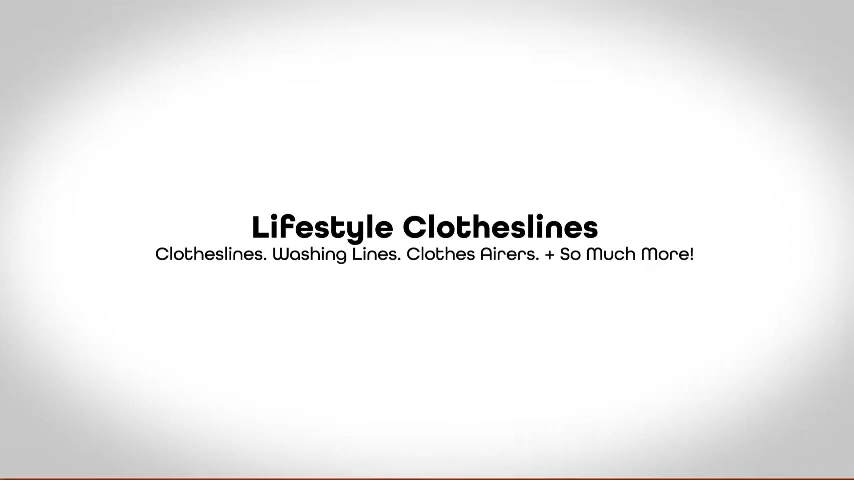 Lifestyle Clotheslines
Clotheslines. Washing Lines. Clothes Airers. + So Much More!